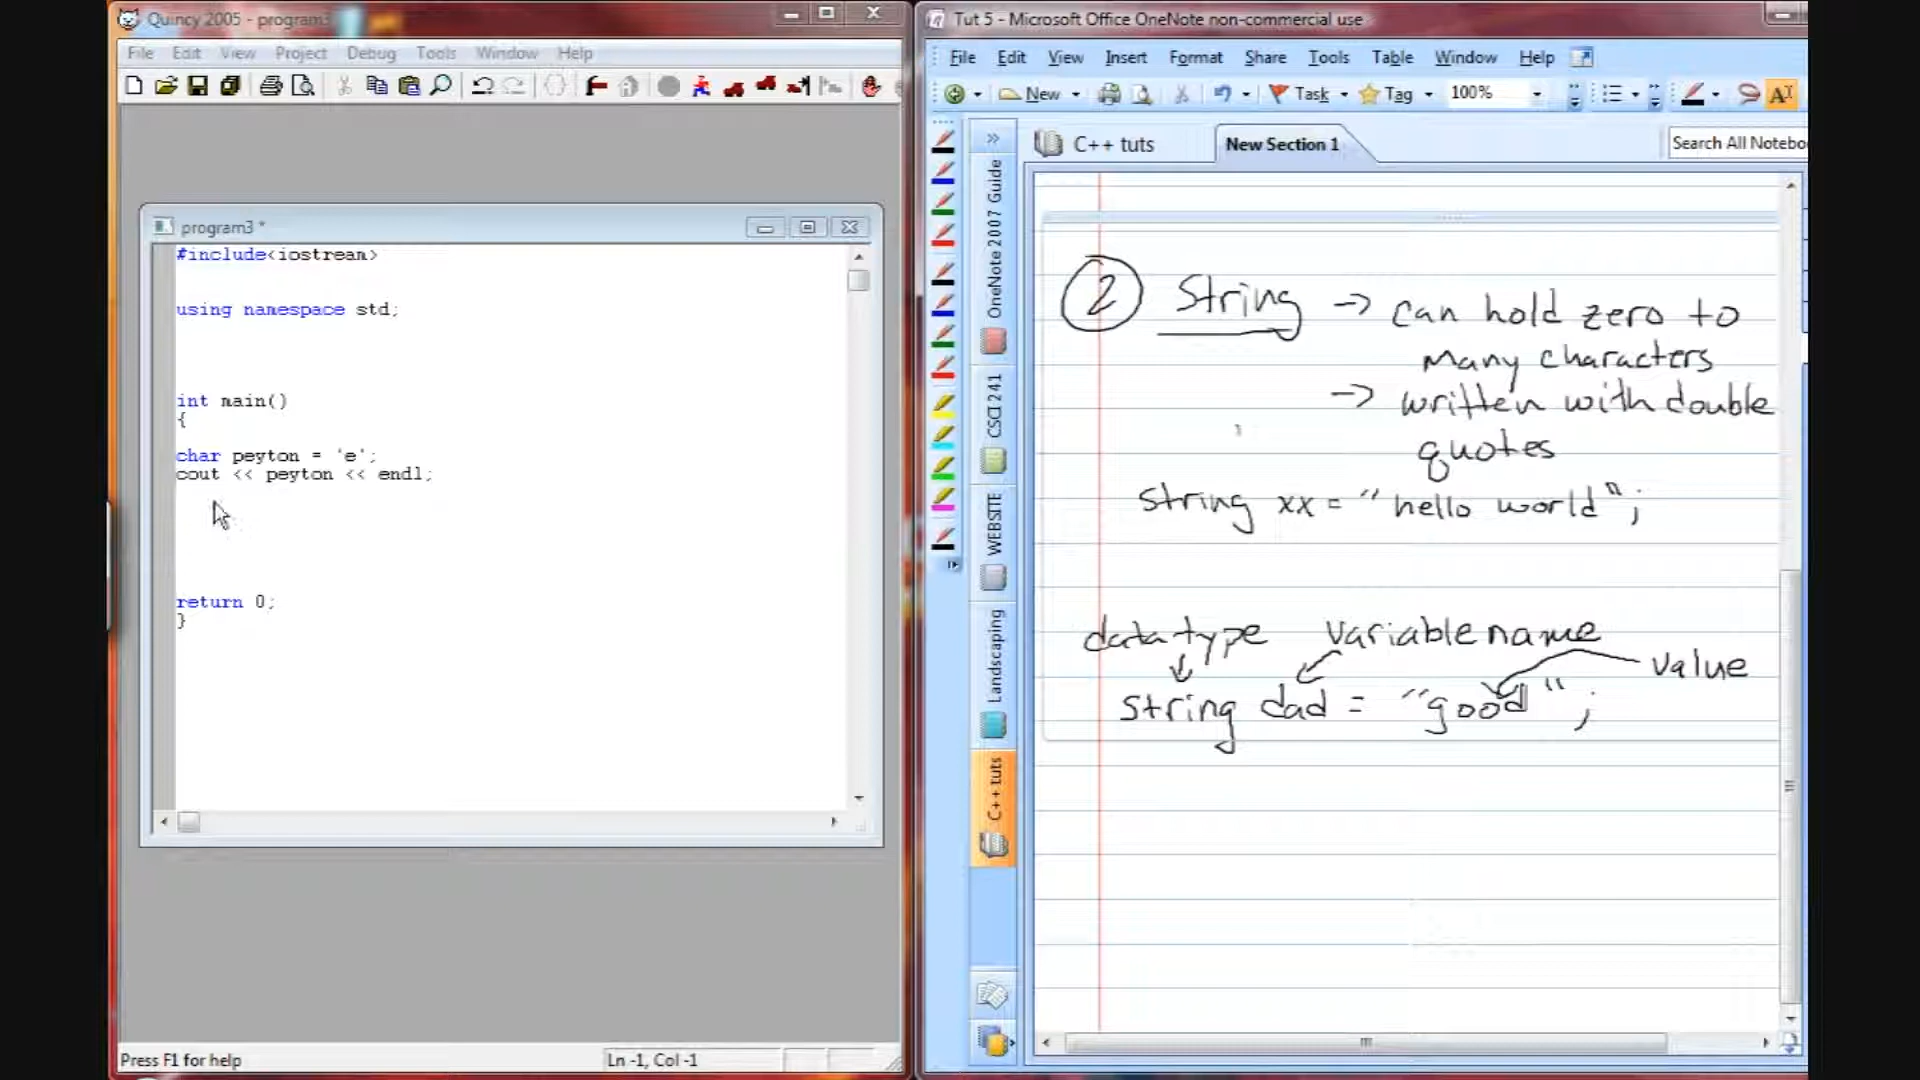 Quincy 2005 - program3
File Edit View Project Debug Tools Window Help
program3 *
#include<iostream>
using namespace std;
int main()
{
char peyton = 'e';
cout << peyton << endl;
return 0;
}
Press F1 for help
Ln -1, Col -1
Tut 5 - Microsoft Office OneNote non-commercial use
File Edit View Insert Format Share Tools Table Window Help
New Task Tag 100%
C++ tuts New Section 1 Search All Notebo
OneNote 2007 Guide
CSCI 241
WEBSITE
Landscaping
C++ tuts
2 String -> can hold zero to
many characters
-> written with double
quotes
string xx = "hello world";
data type variable name
value
string dad = "good";